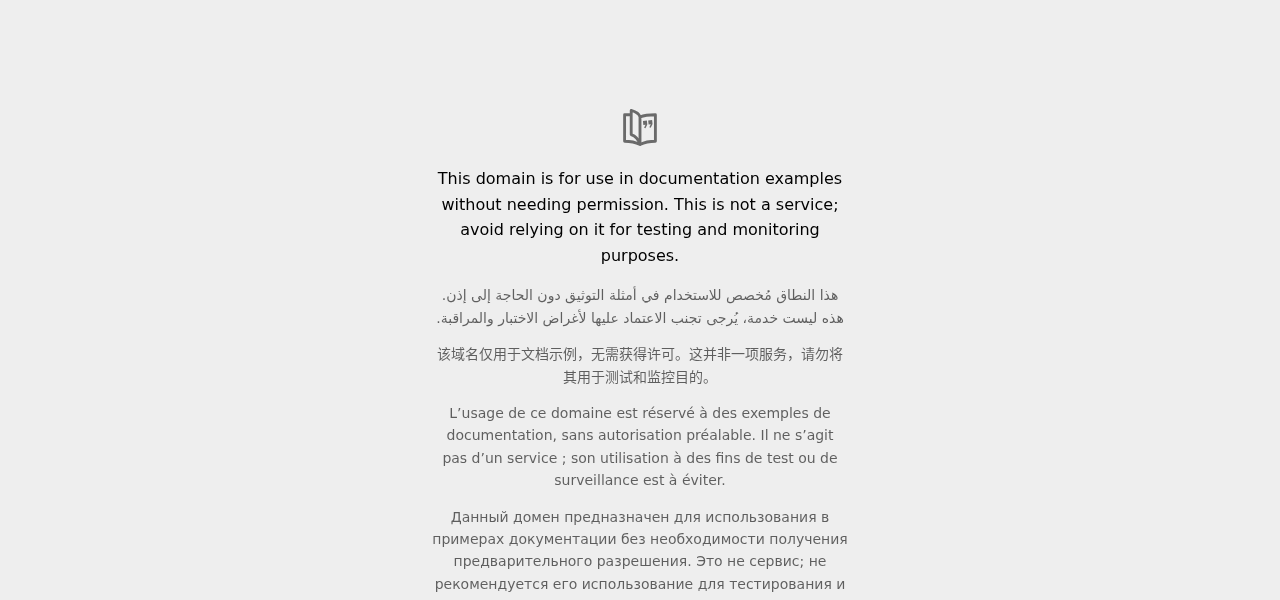 This domain is for use in documentation examples
without needing permission. This is not a service;
avoid relying on it for testing and monitoring
purposes.
هذا النطاق مُخصص للاستخدام في أمثلة التوثيق دون الحاجة إلى إذن.
هذه ليست خدمة، يُرجى تجنب الاعتماد عليها لأغراض الاختبار والمراقبة.
该域名仅用于文档示例，无需获得许可。这并非一项服务，请勿将
其用于测试和监控目的。
L’usage de ce domaine est réservé à des exemples de
documentation, sans autorisation préalable. Il ne s’agit
pas d’un service ; son utilisation à des fins de test ou de
surveillance est à éviter.
Данный домен предназначен для использования в
примерах документации без необходимости получения
предварительного разрешения. Это не сервис; не
рекомендуется его использование для тестирования и